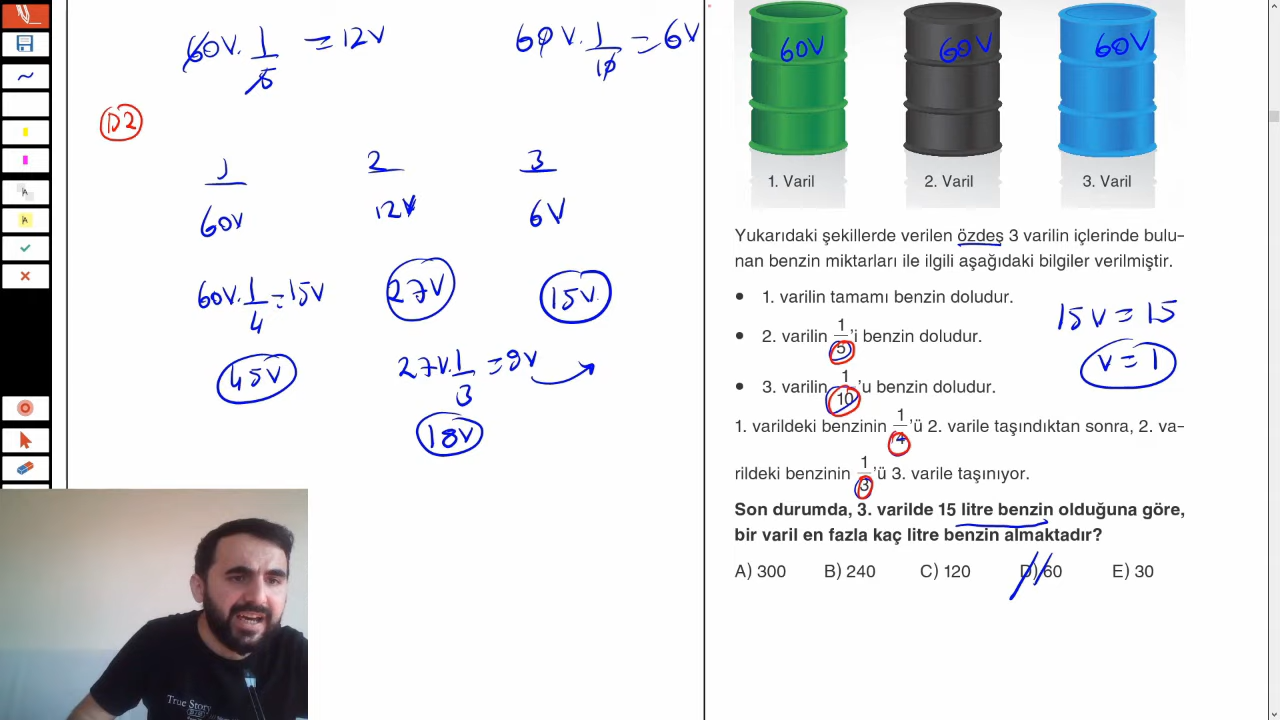 60V · 1/5 = 12V
60V · 1/10 = 6V
D2
1 2 3
60V 12V 6V
60V · 1/4 = 15V 27V 15V
45V 27V · 1/3 = 9V
18V
60V 60V 60V
1. Varil 2. Varil 3. Varil
Yukarıdaki şekillerde verilen özdeş 3 varilin içlerinde bulu-
nan benzin miktarları ile ilgili aşağıdaki bilgiler verilmiştir.
• 1. varilin tamamı benzin doludur.
• 2. varilin 1/5'i benzin doludur.
• 3. varilin 1/10'u benzin doludur.
15V = 15
V = 1
1. varildeki benzinin 1/4'ü 2. varile taşındıktan sonra, 2. va-
rildeki benzinin 1/3'ü 3. varile taşınıyor.
Son durumda, 3. varilde 15 litre benzin olduğuna göre,
bir varil en fazla kaç litre benzin almaktadır?
A) 300 B) 240 C) 120 D) 60 E) 30
True Story